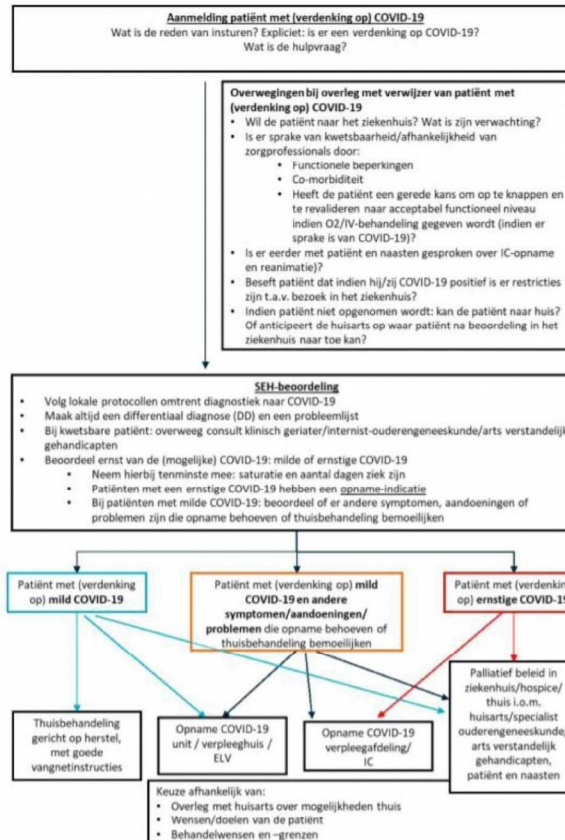 Aanmelding patiënt met (verdenking op) COVID-19
Wat is de reden van insturen? Expliciet: is er een verdenking op COVID-19?
Wat is de hulpvraag?
Overwegingen bij overleg met verwijzer van patiënt met
(verdenking op) COVID-19
• Wil de patiënt naar het ziekenhuis? Wat is zijn verwachting?
• Is er sprake van kwetsbaarheid/afhankelijkheid van
zorgprofessionals door:
• Functionele beperkingen
• Co-morbiditeit
• Heeft de patiënt een gerede kans om op te knappen en
te revalideren naar acceptabel functioneel niveau
indien O2/IV-behandeling gegeven wordt (indien er
sprake is van COVID-19)?
• Is er eerder met patiënt en naasten gesproken over IC-opname
en reanimatie)?
• Beseft patiënt dat indien hij/zij COVID-19 positief is er restricties
zijn t.a.v. bezoek in het ziekenhuis?
• Indien patiënt niet opgenomen wordt: kan de patiënt naar huis?
Of anticipeert de huisarts op waar patiënt na beoordeling in het
ziekenhuis naar toe kan?
SEH-beoordeling
• Volg lokale protocollen omtrent diagnostiek naar COVID-19
• Maak altijd een differentiaal diagnose (DD) en een probleemlijst
• Bij kwetsbare patiënt: overweeg consult klinisch geriater/internist-ouderengeneeskunde/arts verstandelijk
gehandicapten
• Beoordeel ernst van de (mogelijke) COVID-19: milde of ernstige COVID-19
• Neem hierbij tenminste mee: saturatie en aantal dagen ziek zijn
• Patiënten met een ernstige COVID-19 hebben een opname-indicatie
• Bij patiënten met milde COVID-19: beoordeel of er andere symptomen, aandoeningen of
problemen zijn die opname behoeven of thuisbehandeling bemoeilijken
Patiënt met (verdenking
op) mild COVID-19
Patiënt met (verdenking op) mild
COVID-19 en andere
symptomen/aandoeningen/
problemen die opname behoeven of
thuisbehandeling bemoeilijken
Patiënt met (verdenking
op) ernstige COVID-19
Thuisbehandeling
gericht op herstel,
met goede
vangnetinstructies
Opname COVID-19
unit / verpleeghuis /
ELV
Opname COVID-19
verpleegafdeling/
IC
Palliatief beleid in
ziekenhuis/hospice/
thuis i.o.m.
huisarts/specialist
ouderengeneeskunde/
arts verstandelijk
gehandicapten,
patiënt en naasten
Keuze afhankelijk van:
• Overleg met huisarts over mogelijkheden thuis
• Wensen/doelen van de patiënt
• Behandelwensen en –grenzen